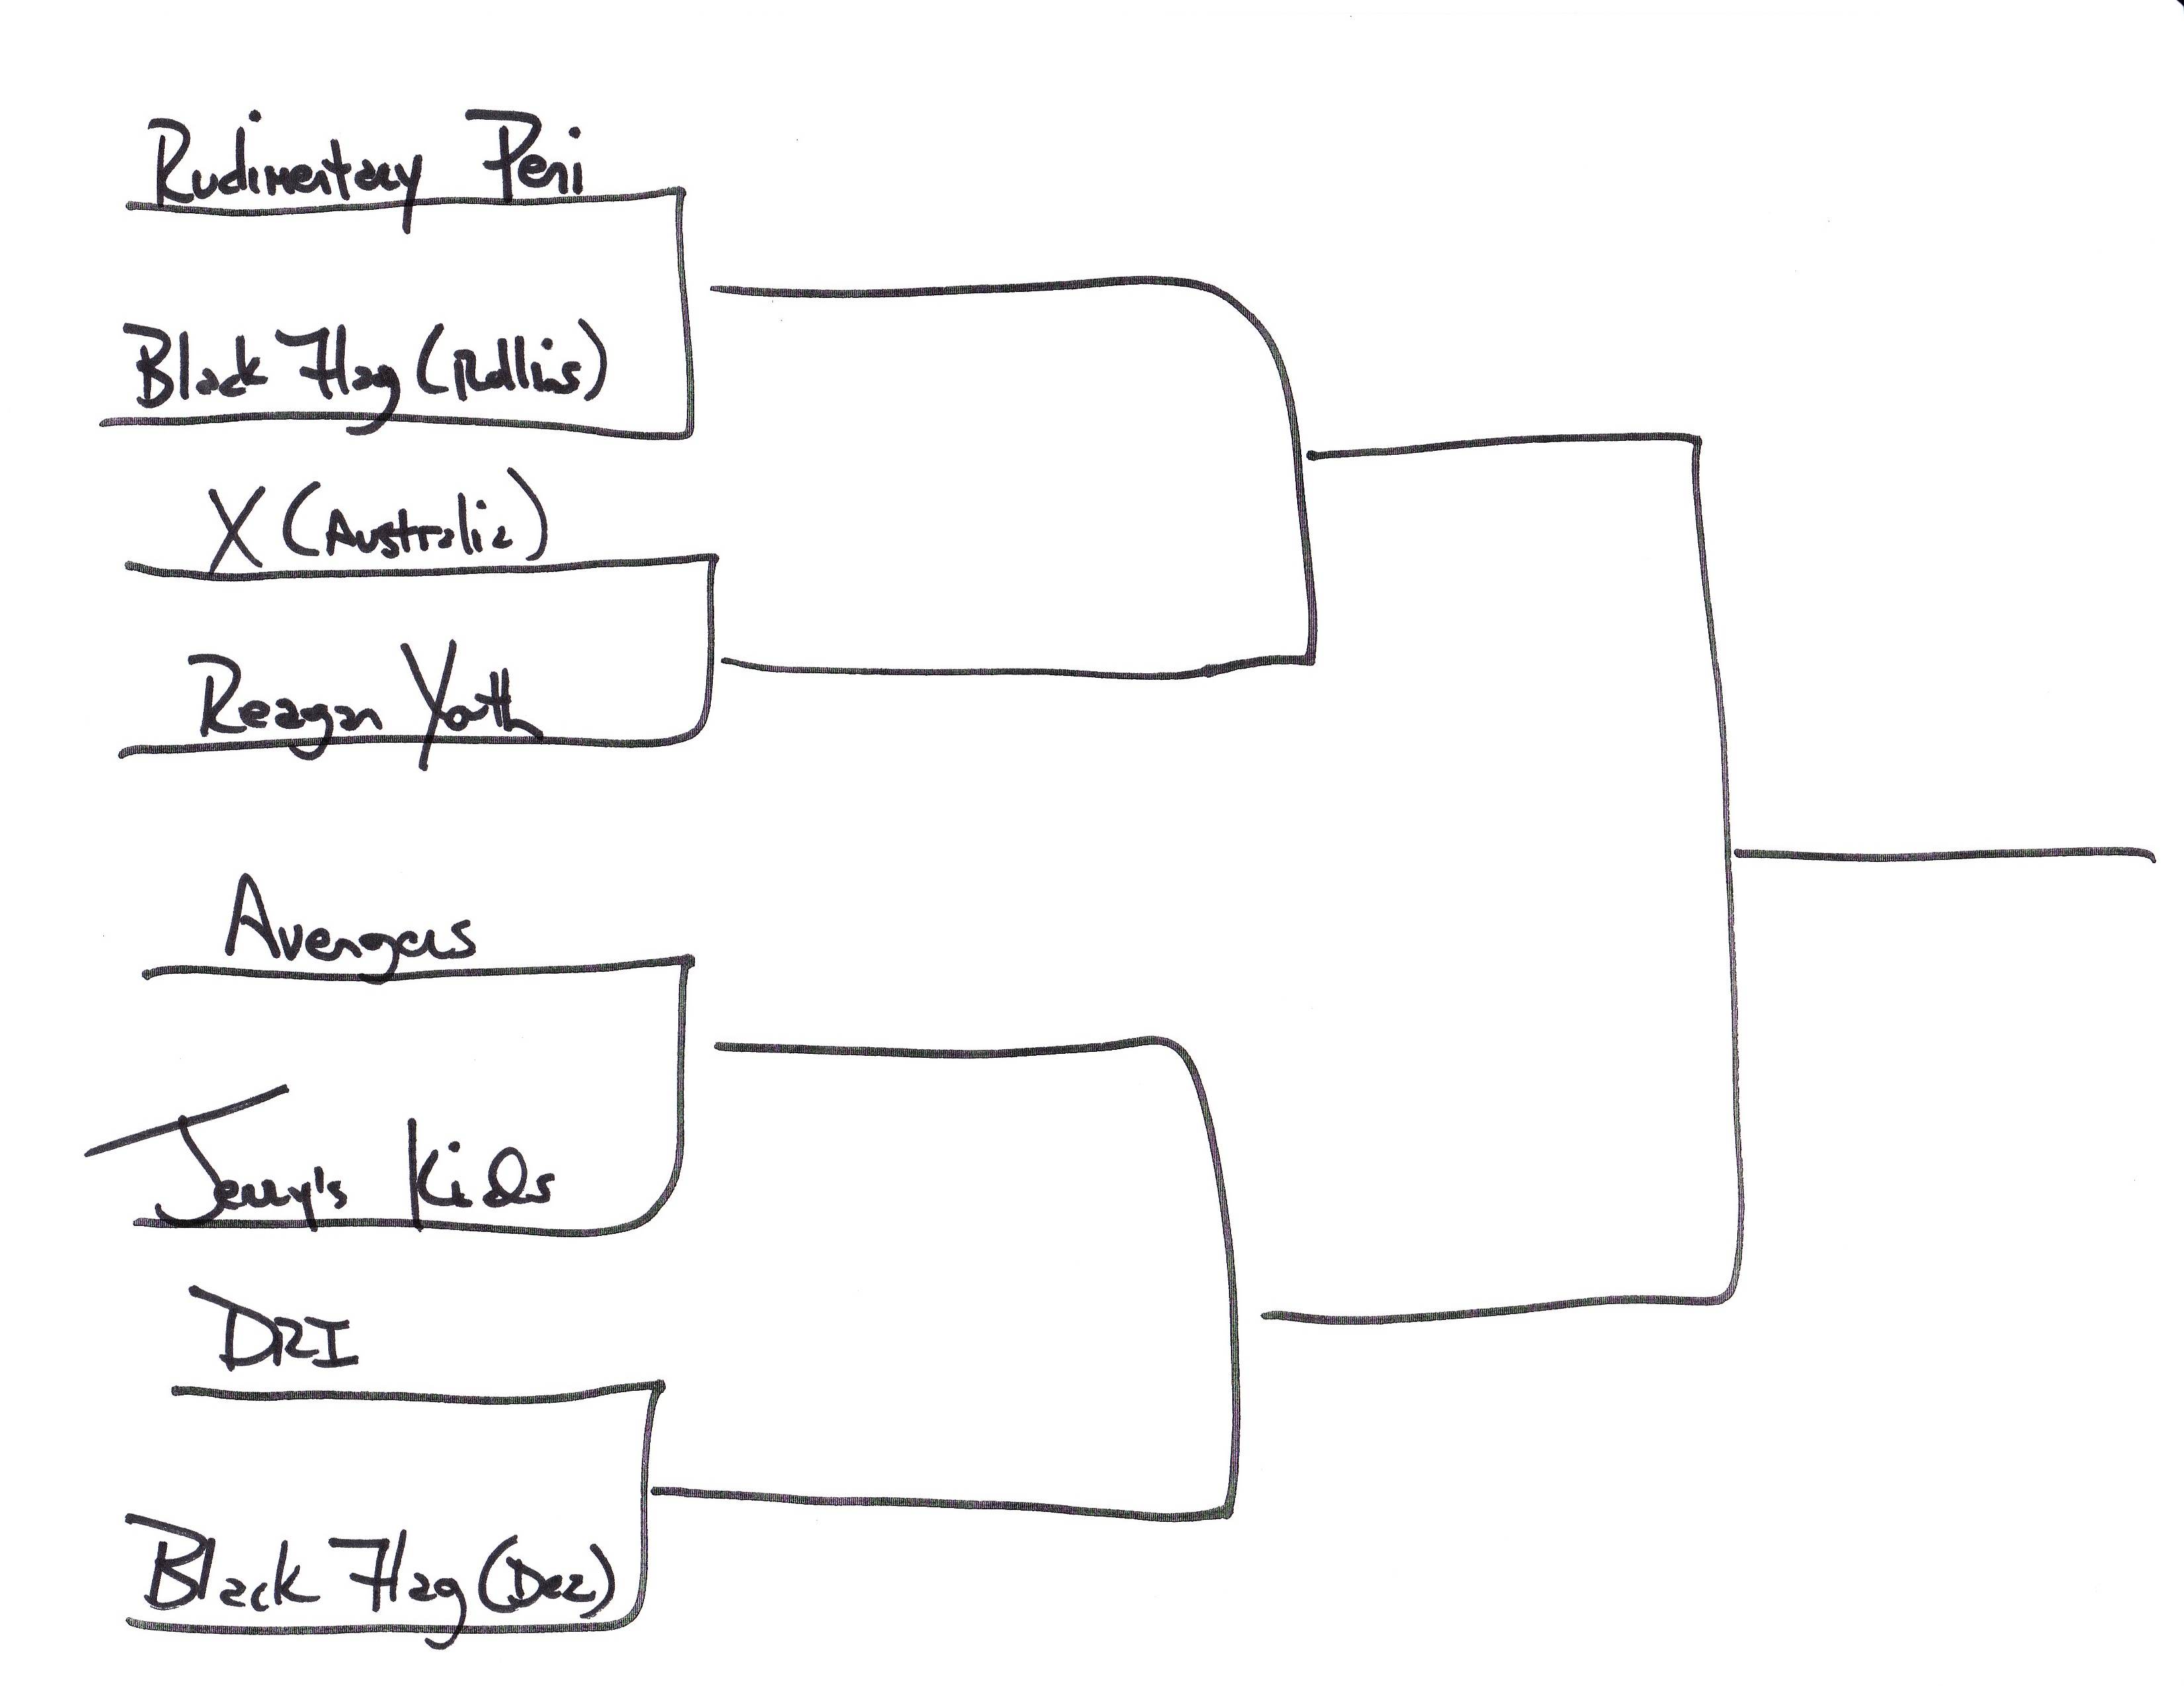 Rudimentary Peni
Black Flag (Rollins)
X (Australia)
Reagan Youth
Avengers
Jerry's Kids
DRI
Black Flag (Dez)